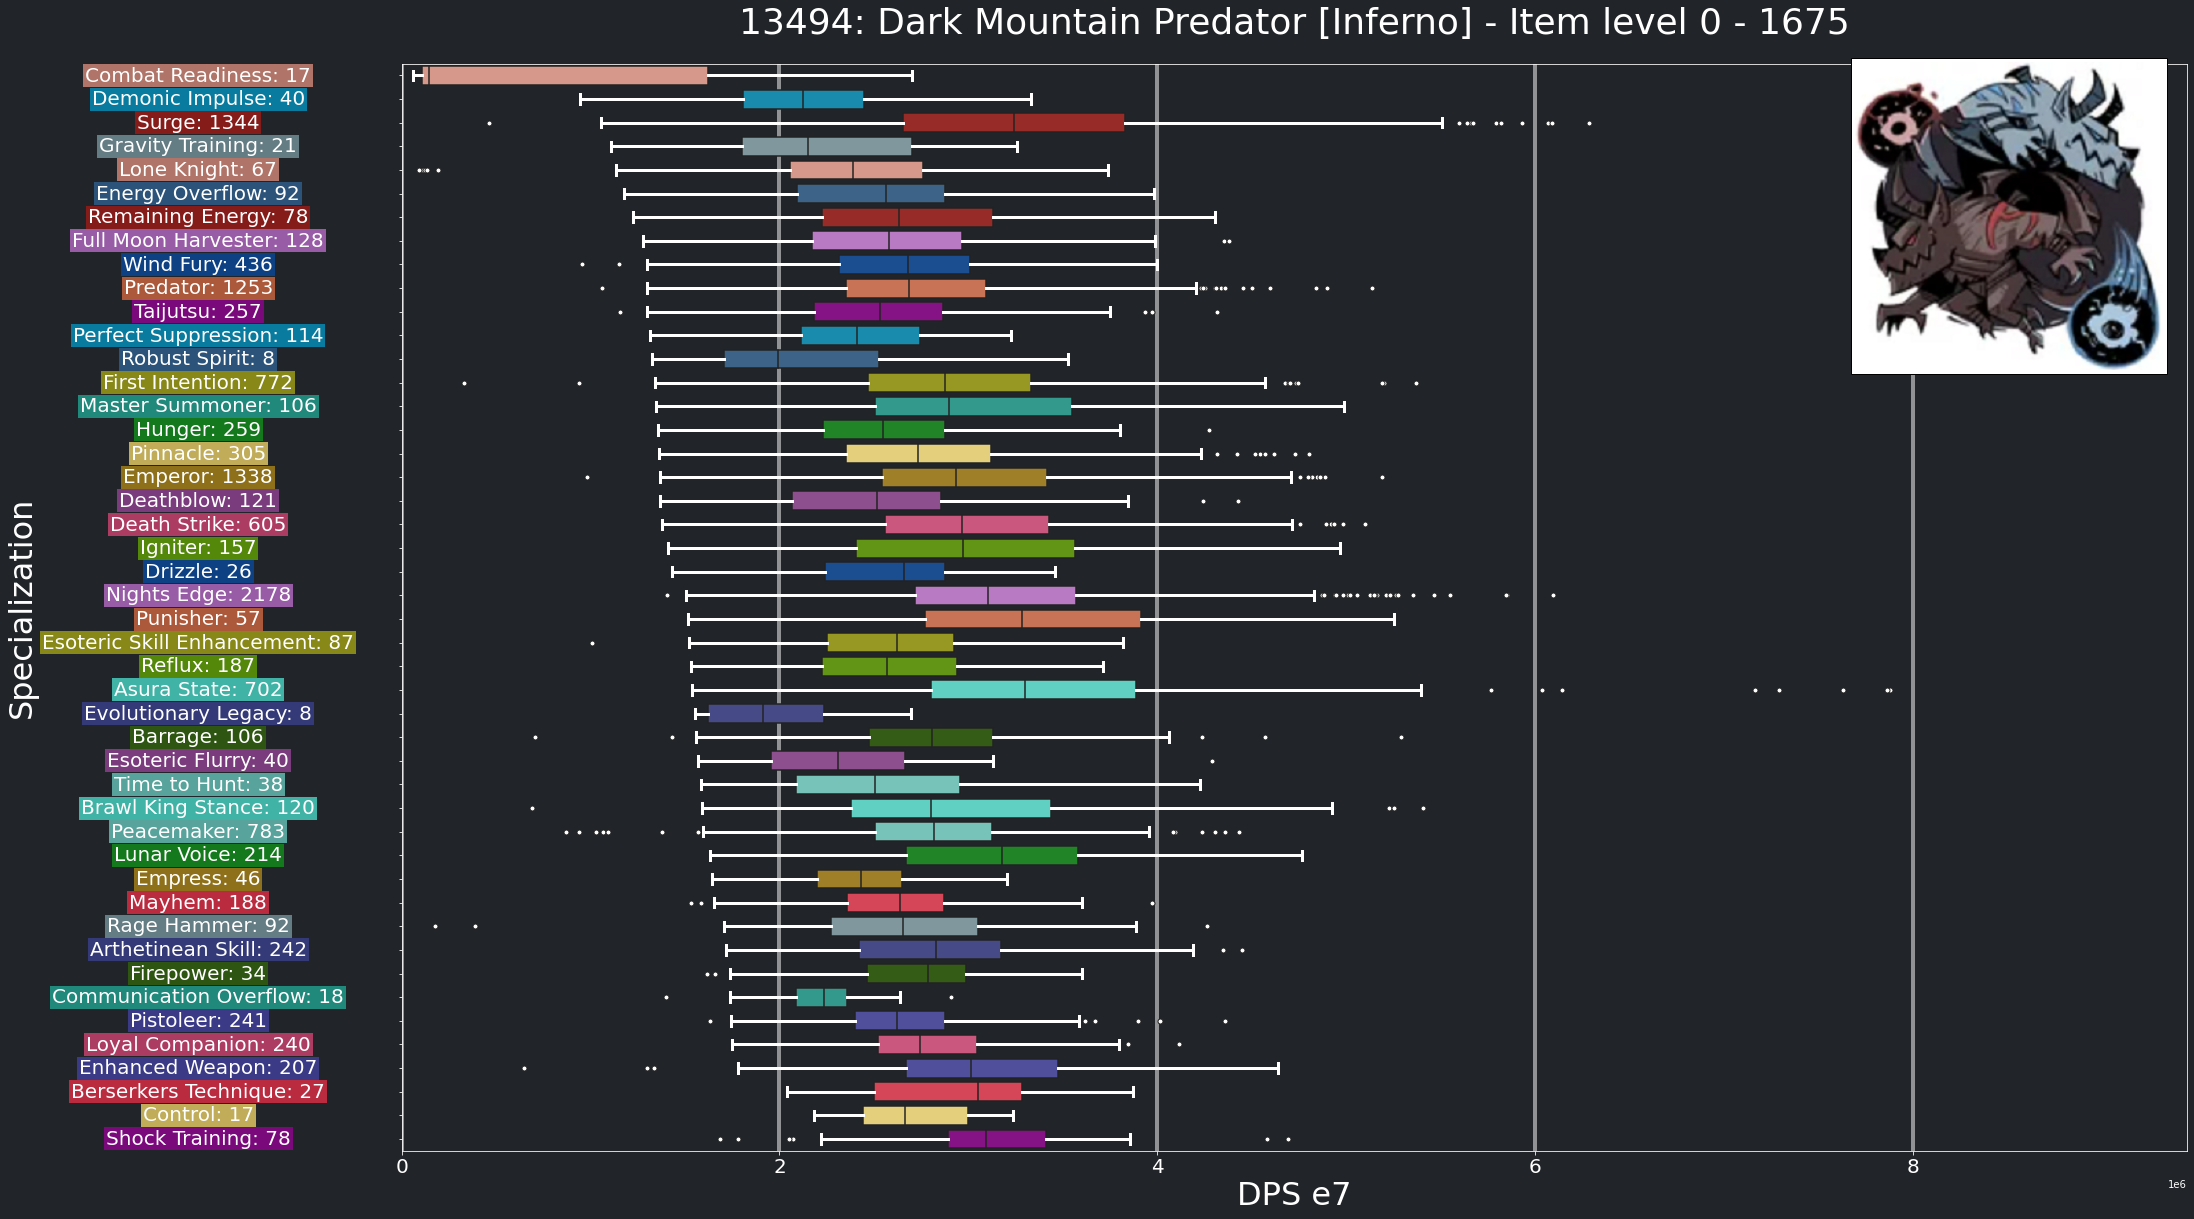 13494: Dark Mountain Predator [Inferno] - Item level 0 - 1675
Specialization
Combat Readiness: 17
Demonic Impulse: 40
Surge: 1344
Gravity Training: 21
Lone Knight: 67
Energy Overflow: 92
Remaining Energy: 78
Full Moon Harvester: 128
Wind Fury: 436
Predator: 1253
Taijutsu: 257
Perfect Suppression: 114
Robust Spirit: 8
First Intention: 772
Master Summoner: 106
Hunger: 259
Pinnacle: 305
Emperor: 1338
Deathblow: 121
Death Strike: 605
Igniter: 157
Drizzle: 26
Nights Edge: 2178
Punisher: 57
Esoteric Skill Enhancement: 87
Reflux: 187
Asura State: 702
Evolutionary Legacy: 8
Barrage: 106
Esoteric Flurry: 40
Time to Hunt: 38
Brawl King Stance: 120
Peacemaker: 783
Lunar Voice: 214
Empress: 46
Mayhem: 188
Rage Hammer: 92
Arthetinean Skill: 242
Firepower: 34
Communication Overflow: 18
Pistoleer: 241
Loyal Companion: 240
Enhanced Weapon: 207
Berserkers Technique: 27
Control: 17
Shock Training: 78
0 2 4 6 8
DPS e7
1e6